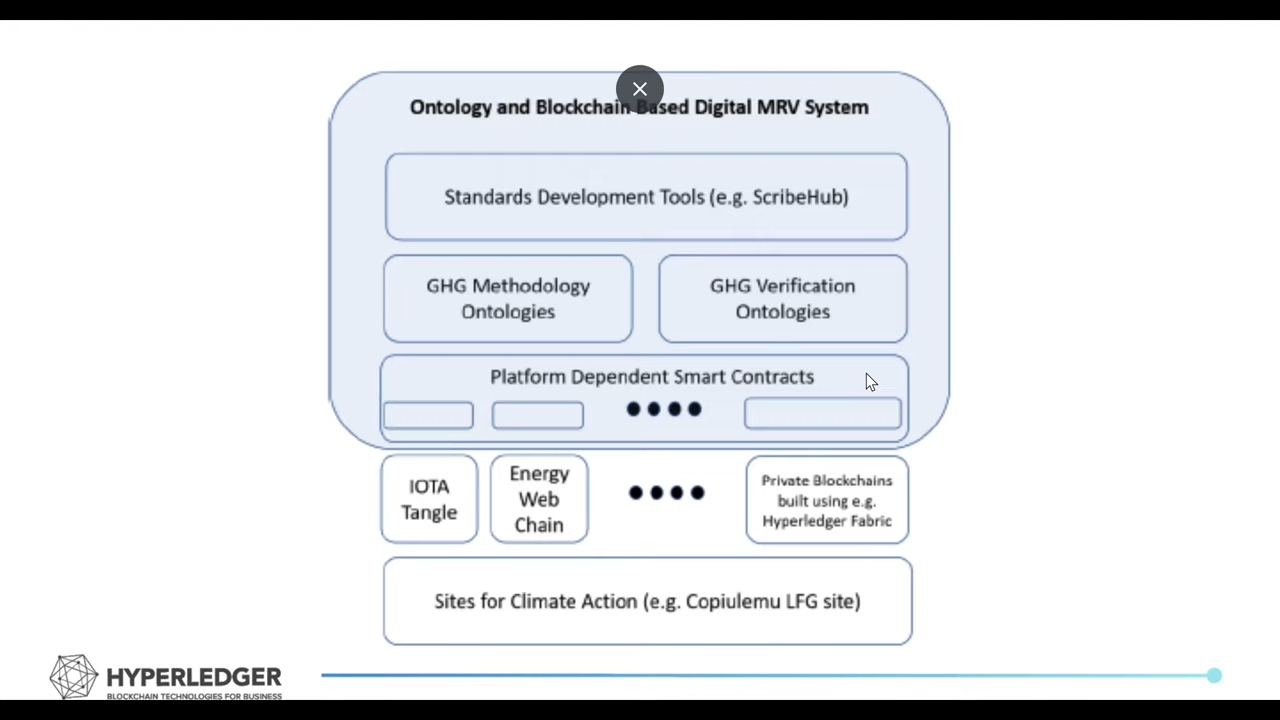 Ontology and Blockchain Based Digital MRV System
Standards Development Tools (e.g. ScribeHub)
GHG Methodology
Ontologies
GHG Verification
Ontologies
Platform Dependent Smart Contracts
IOTA
Tangle
Energy
Web
Chain
Private Blockchains
built using e.g.
Hyperledger Fabric
Sites for Climate Action (e.g. Copiulemu LFG site)
HYPERLEDGER
BLOCKCHAIN TECHNOLOGIES FOR BUSINESS